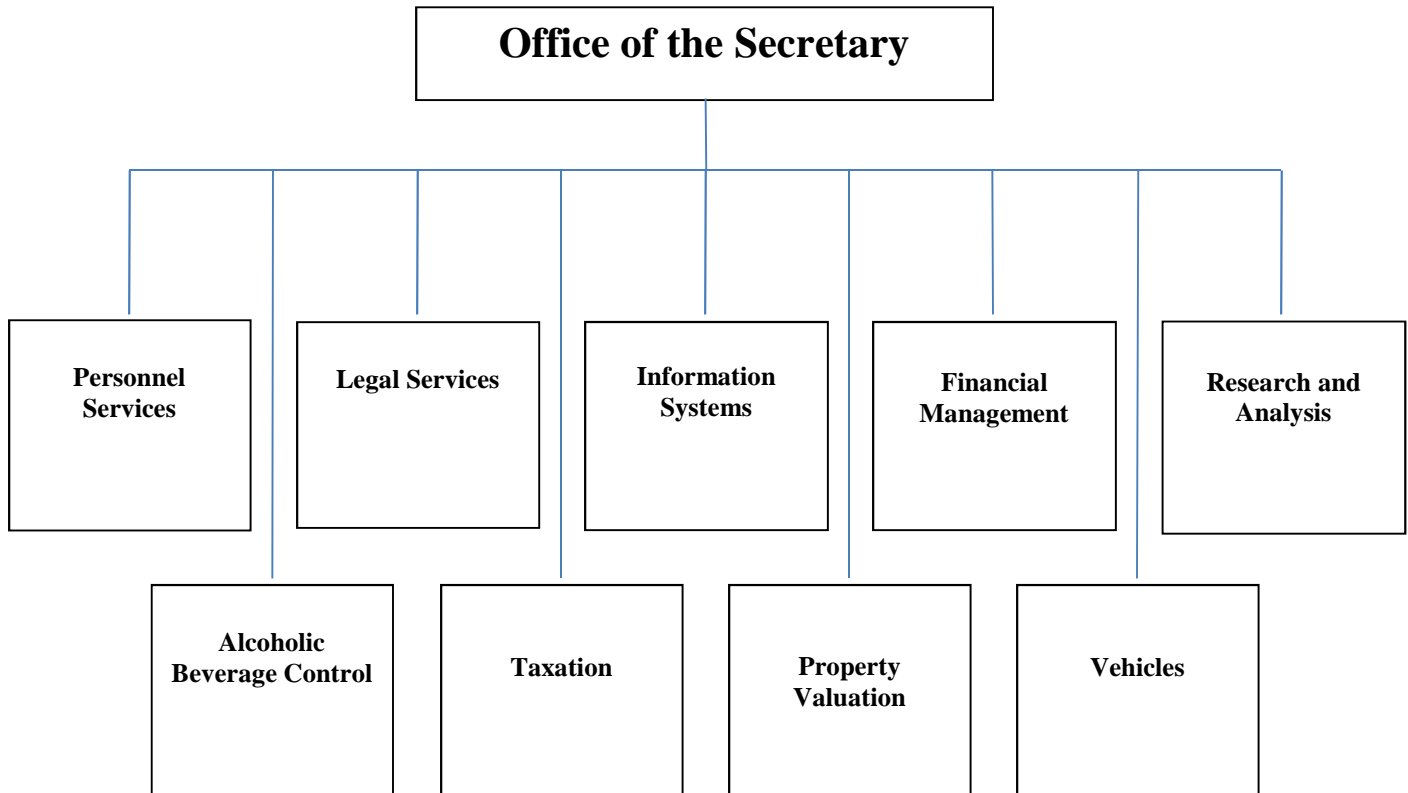 Office of the Secretary
Personnel
Services
Legal Services
Information
Systems
Financial
Management
Research and
Analysis
Alcoholic
Beverage Control
Taxation
Property
Valuation
Vehicles